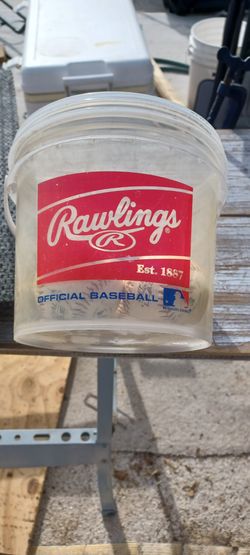 Rawlings
R
Est. 1887
OFFICIAL BASEBALL